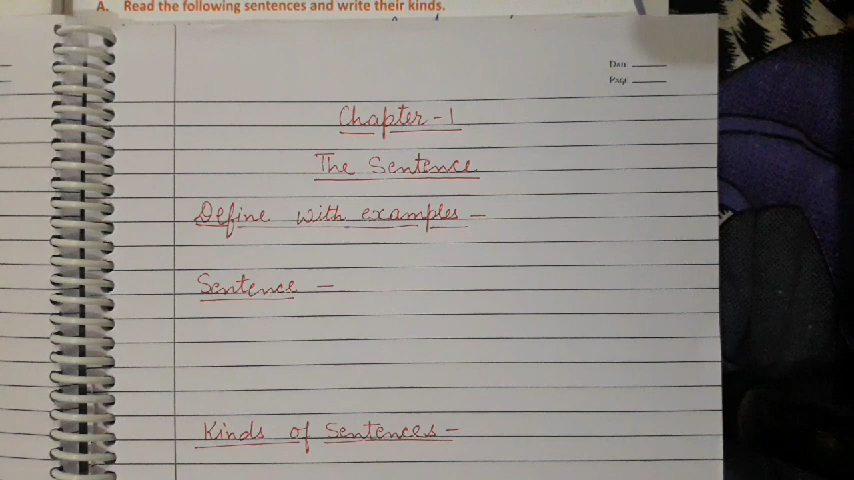 A. Read the following sentences and write their kinds.
DATE
PAGE
Chapter - 1
The Sentence
Define with examples -
Sentence -
Kinds of Sentences -